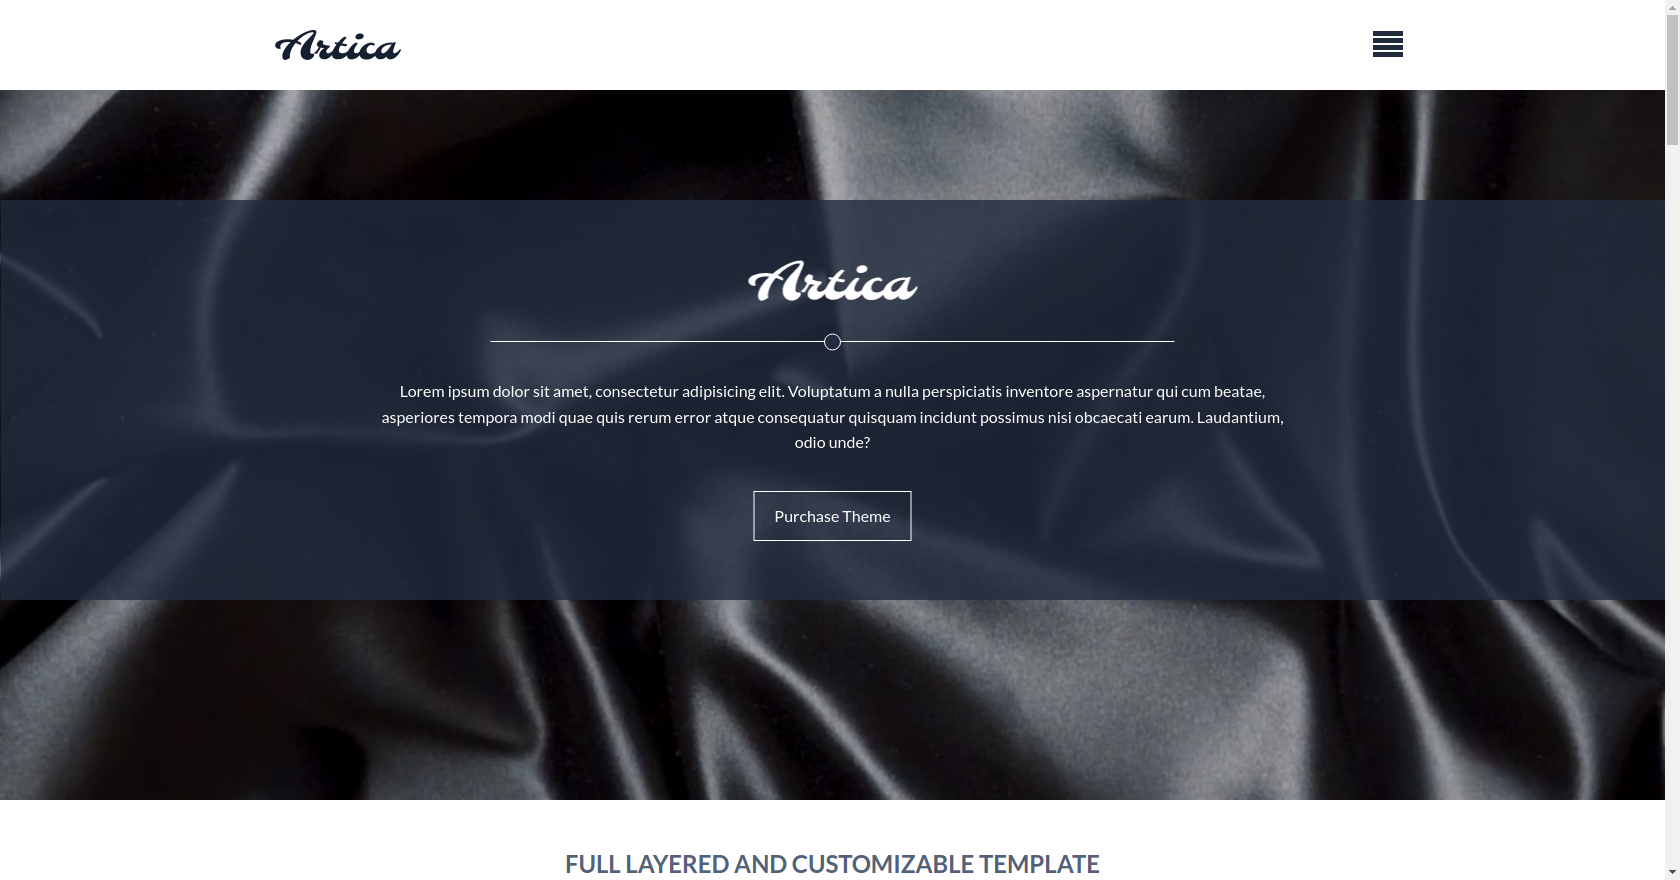 Artica
Artica
Lorem ipsum dolor sit amet, consectetur adipisicing elit. Voluptatum a nulla perspiciatis inventore aspernatur qui cum beatae,
asperiores tempora modi quae quis rerum error atque consequatur quisquam incidunt possimus nisi obcaecati earum. Laudantium,
odio unde?
Purchase Theme
FULL LAYERED AND CUSTOMIZABLE TEMPLATE